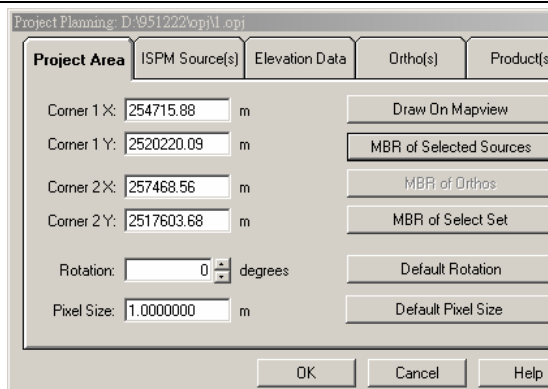 Project Planning: D:\951222\opj\1.opj
Project Area ISPM Source(s) Elevation Data Ortho(s) Product(s
Corner 1 X: 254715.88 m Draw On Mapview
Corner 1 Y: 2520220.09 m MBR of Selected Sources
Corner 2 X: 257468.56 m MBR of Orthos
Corner 2 Y: 2517603.68 m MBR of Select Set
Rotation: 0 degrees Default Rotation
Pixel Size: 1.0000000 m Default Pixel Size
OK Cancel Help